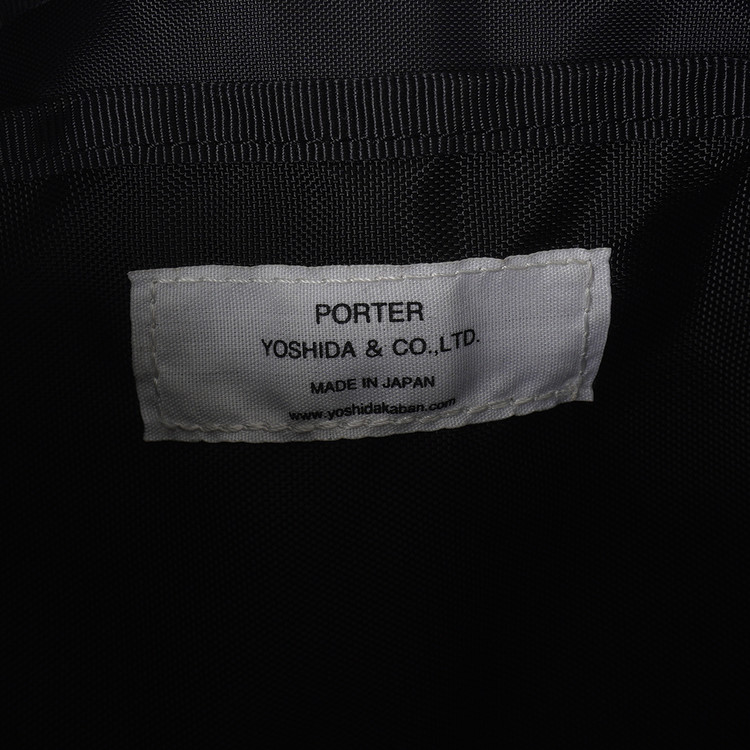 PORTER
YOSHIDA & CO.,LTD.
MADE IN JAPAN
www.yoshidakaban.com